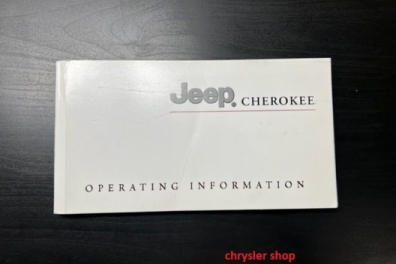 Jeep. CHEROKEE
OPERATING INFORMATION
chrysler shop